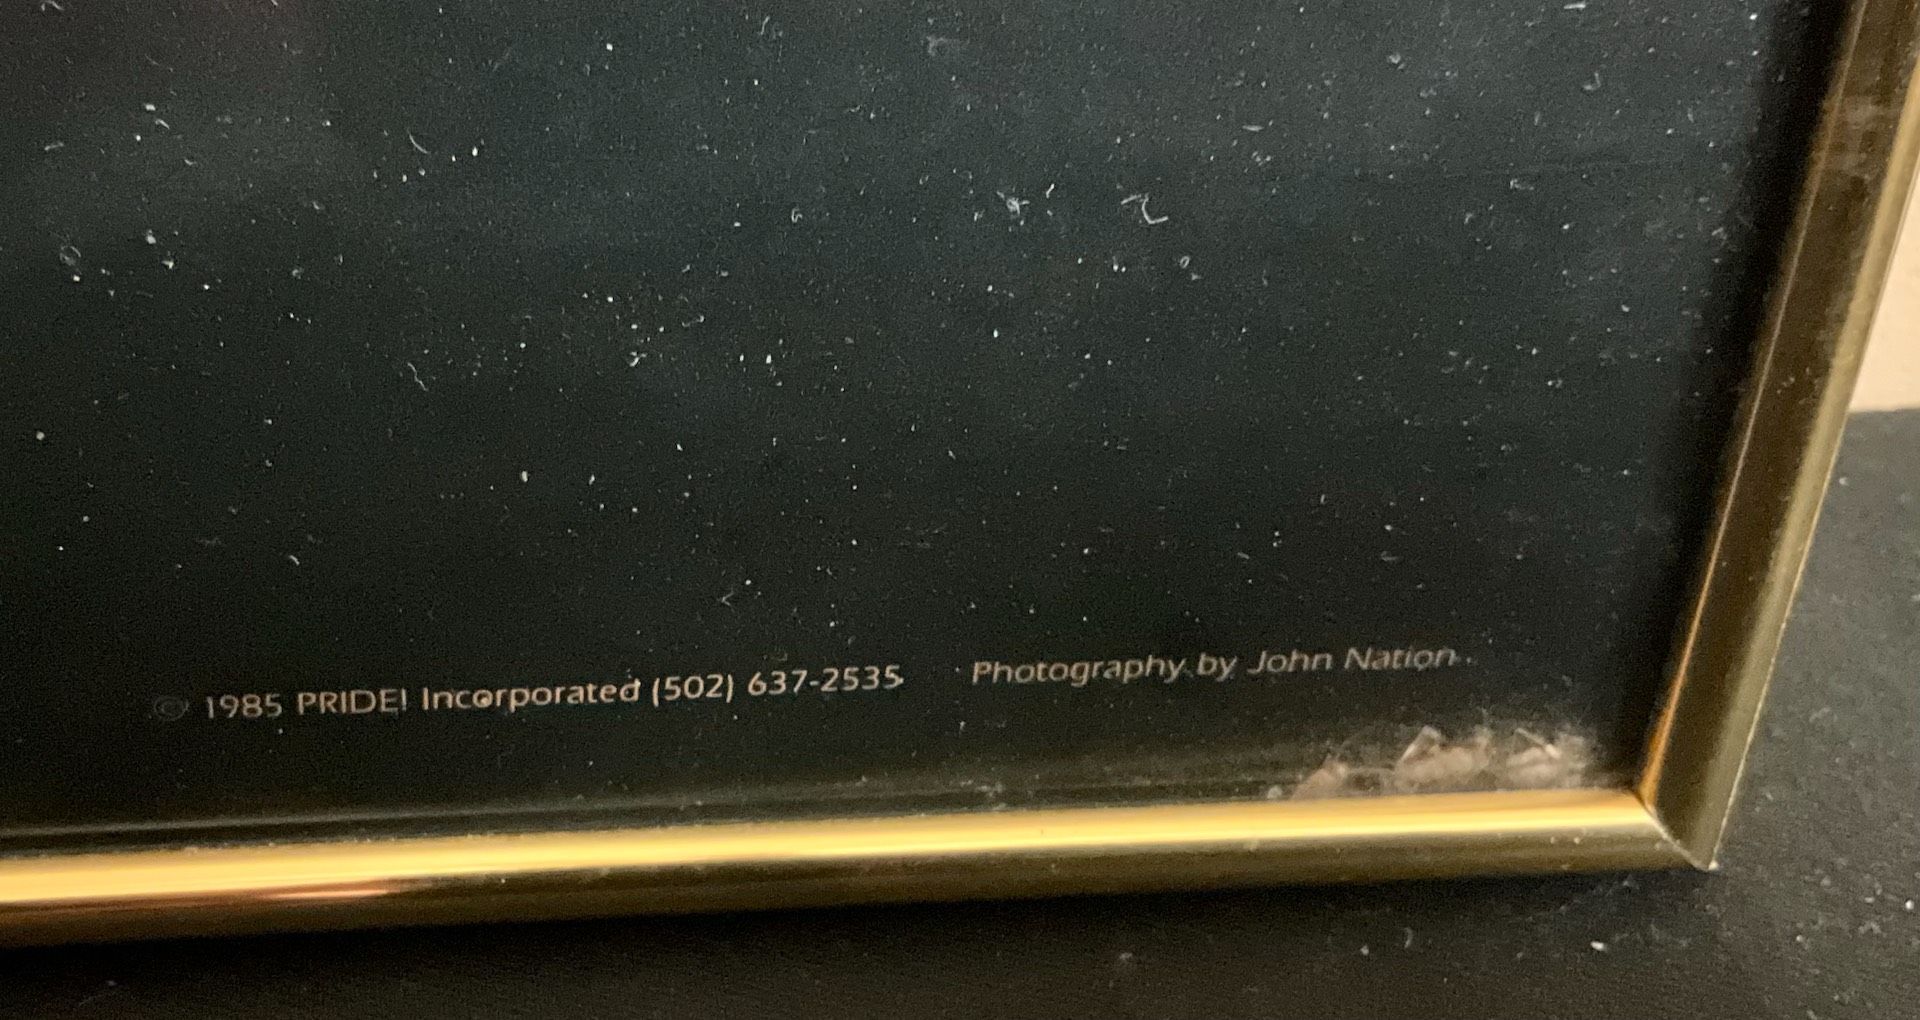 © 1985 PRIDE! Incorporated (502) 637-2535 Photography by John Nation